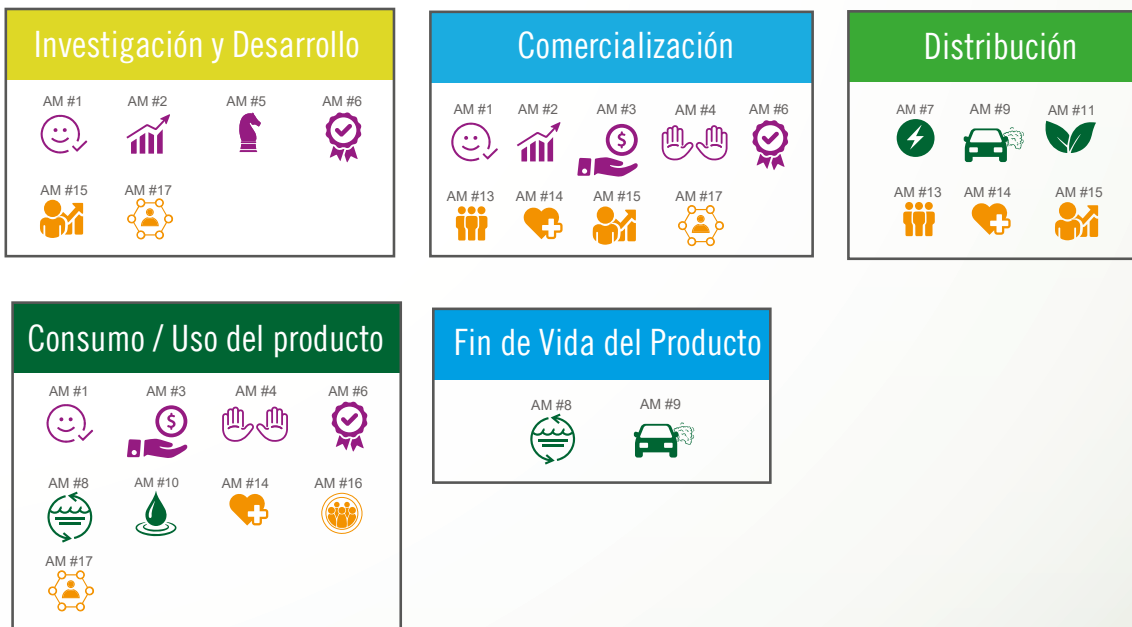 Investigación y Desarrollo
AM #1 AM #2 AM #5 AM #6
AM #15 AM #17
Comercialización
AM #1 AM #2 AM #3 AM #4 AM #6
$
AM #13 AM #14 AM #15 AM #17
Distribución
AM #7 AM #9 AM #11
AM #13 AM #14 AM #15
Consumo / Uso del producto
AM #1 AM #3 AM #4 AM #6
$
AM #8 AM #10 AM #14 AM #16
AM #17
Fin de Vida del Producto
AM #8 AM #9